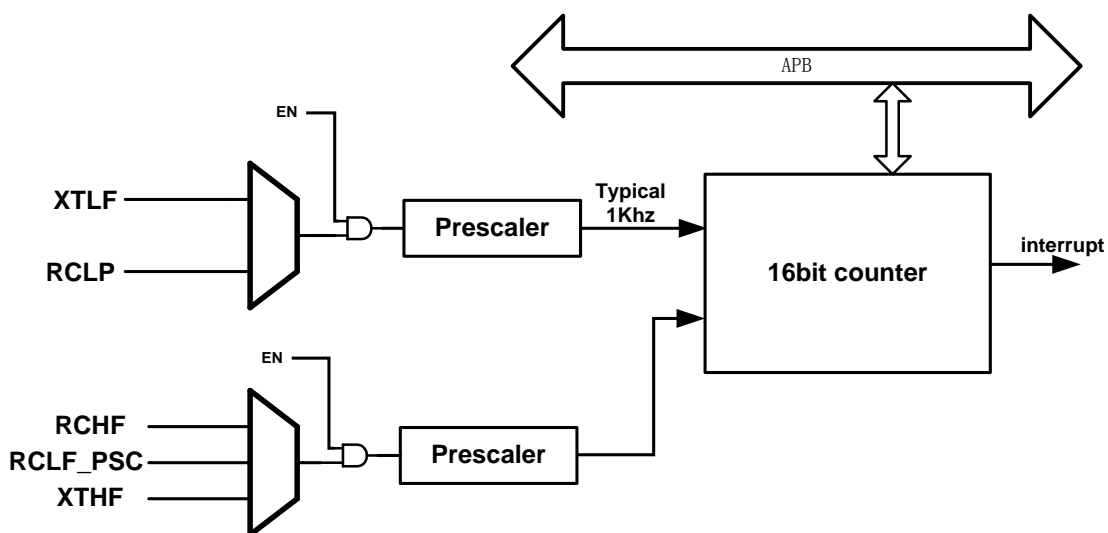 APB
EN
XTLF
RCLP
Prescaler
Typical
1Khz
16bit counter
interrupt
EN
RCHF
RCLF_PSC
XTHF
Prescaler